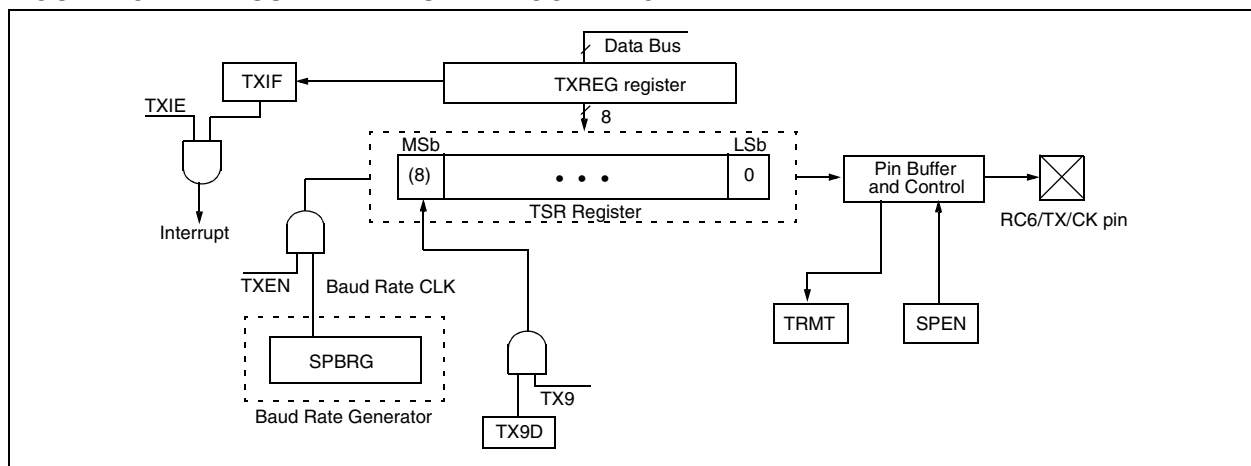 Data Bus
TXIF
TXREG register
TXIE
8
MSb
LSb
(8)
• • •
0
TSR Register
Pin Buffer
and Control
Interrupt
RC6/TX/CK pin
TXEN
Baud Rate CLK
TRMT
SPEN
SPBRG
TX9
Baud Rate Generator
TX9D